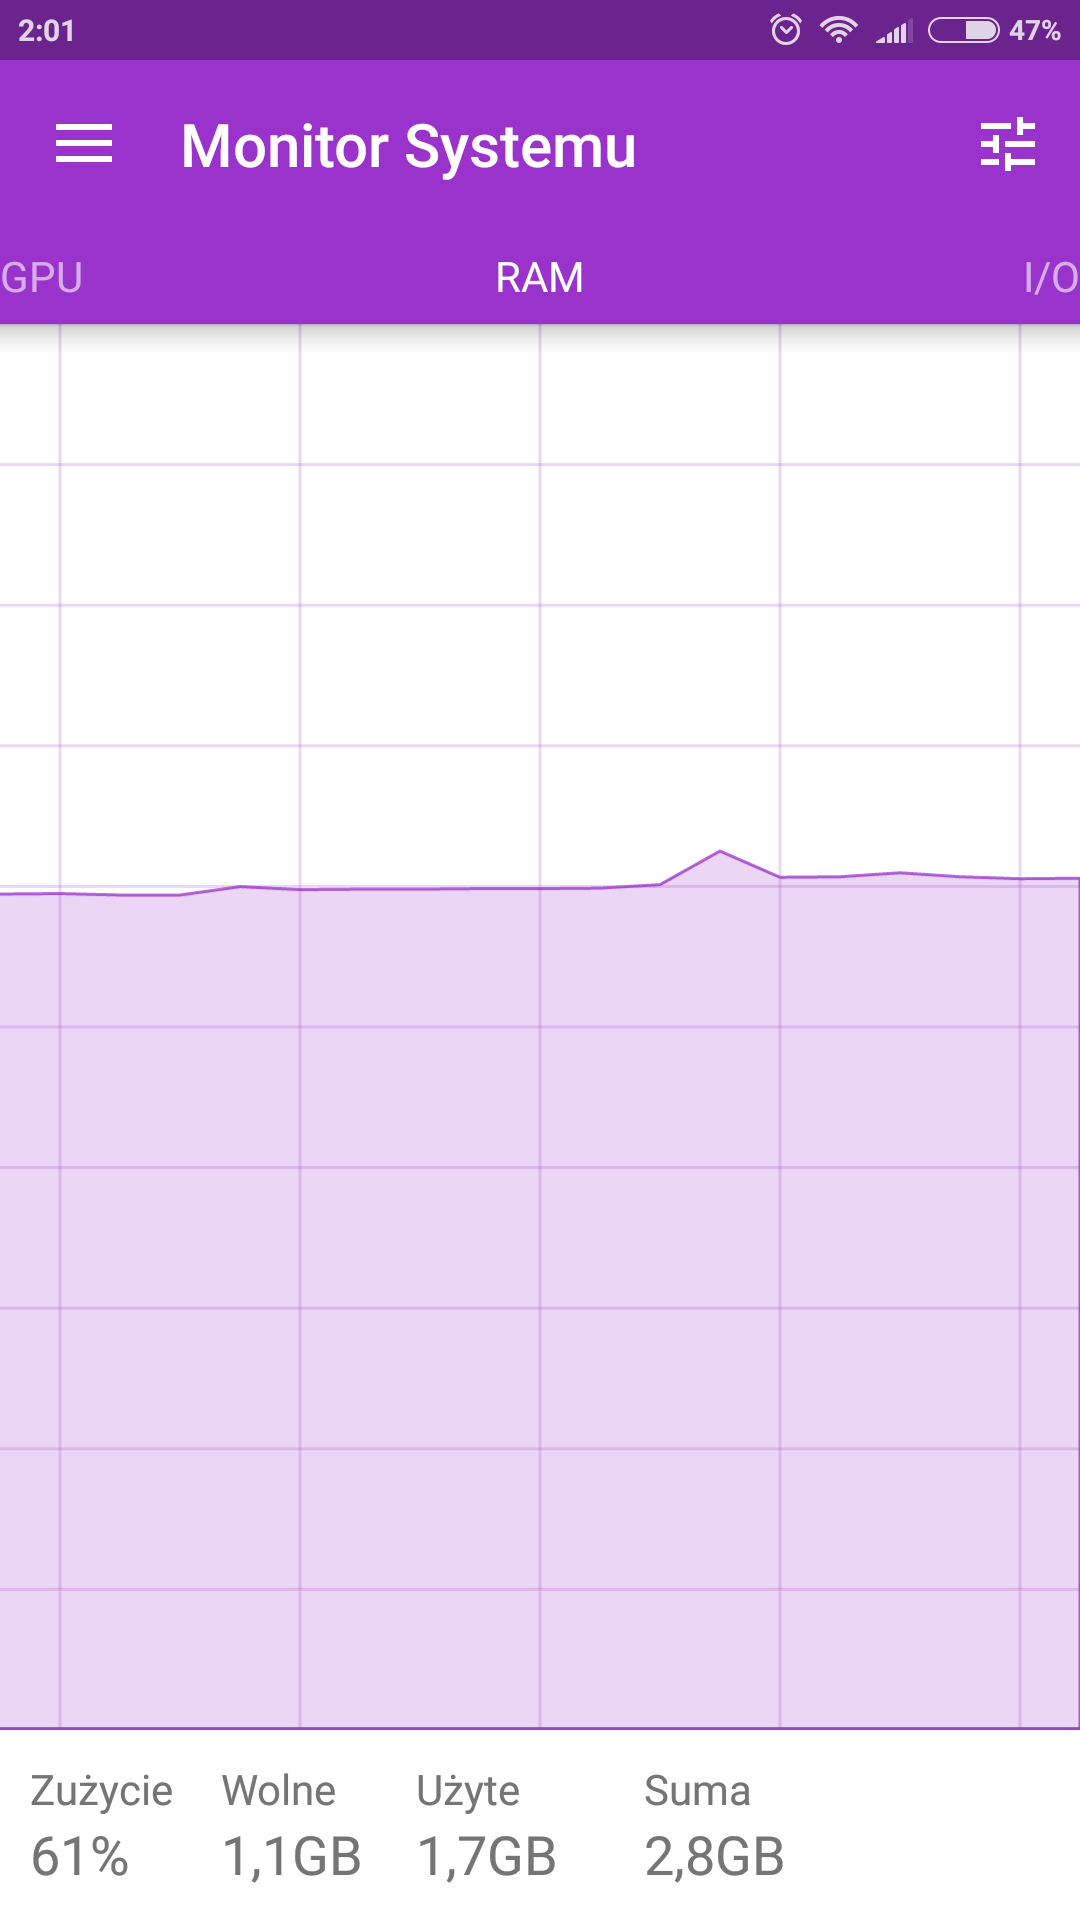 2:01 47%
Monitor Systemu
GPU RAM I/O
Zużycie Wolne Użyte Suma
61% 1,1GB 1,7GB 2,8GB